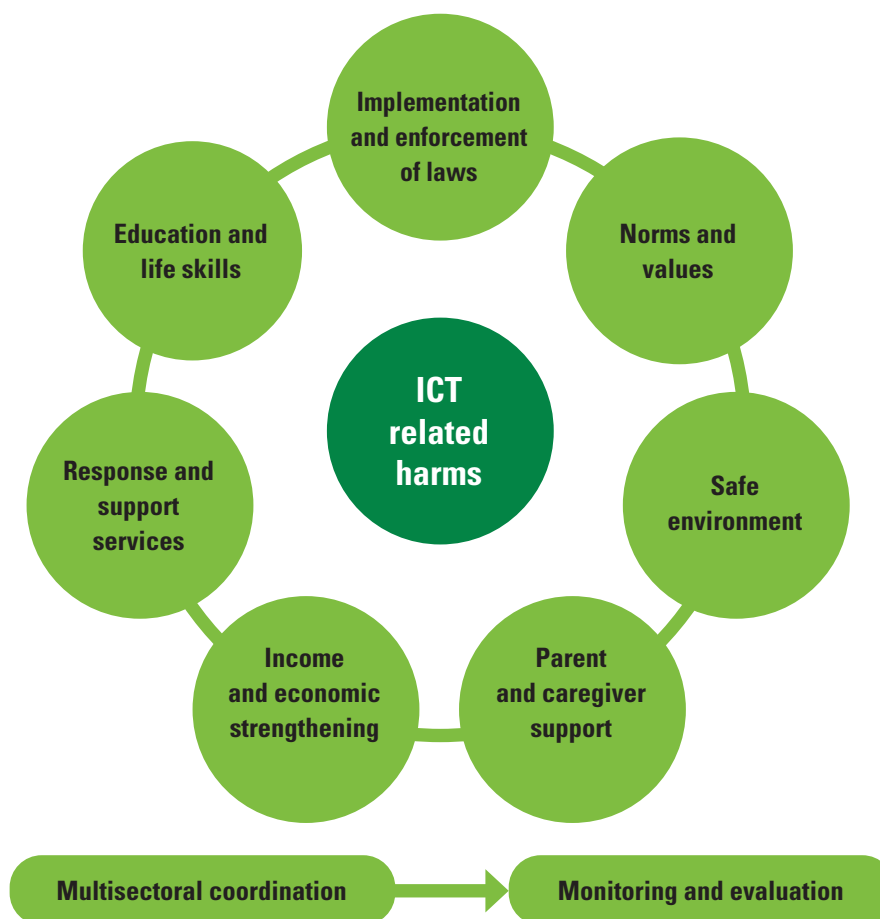 Implementation
and enforcement
of laws
Norms and
values
Safe
environment
Parent
and caregiver
support
Income
and economic
strengthening
Response and
support
services
Education and
life skills
ICT
related
harms
Multisectoral coordination
Monitoring and evaluation